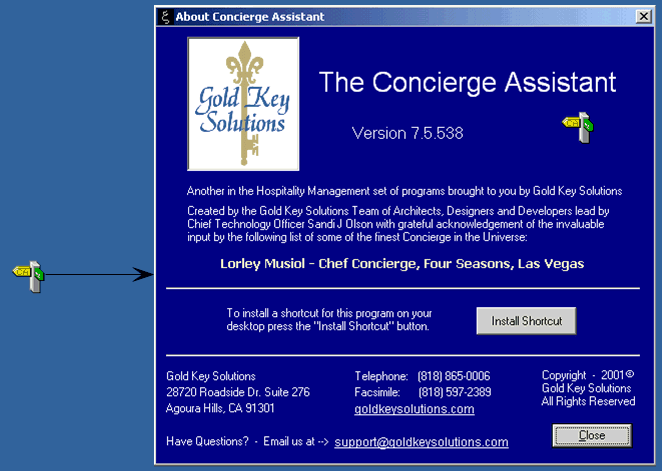 About Concierge Assistant
Gold Key
Solutions
The Concierge Assistant
Version 7.5.538
Another in the Hospitality Management set of programs brought to you by Gold Key Solutions
Created by the Gold Key Solutions Team of Architects, Designers and Developers lead by
Chief Technology Officer Sandi J Olson with grateful acknowledgement of the invaluable
input by the following list of some of the finest Concierge in the Universe:
Lorley Musiol - Chef Concierge, Four Seasons, Las Vegas
To install a shortcut for this program on your
desktop press the "Install Shortcut" button.
Install Shortcut
Gold Key Solutions
28720 Roadside Dr. Suite 276
Agoura Hills, CA 91301
Telephone: (818) 865-0006
Facsimile: (818) 597-2389
goldkeysolutions.com
Copyright - 2001©
Gold Key Solutions
All Rights Reserved
Have Questions? - Email us at --> support@goldkeysolutions.com
Close